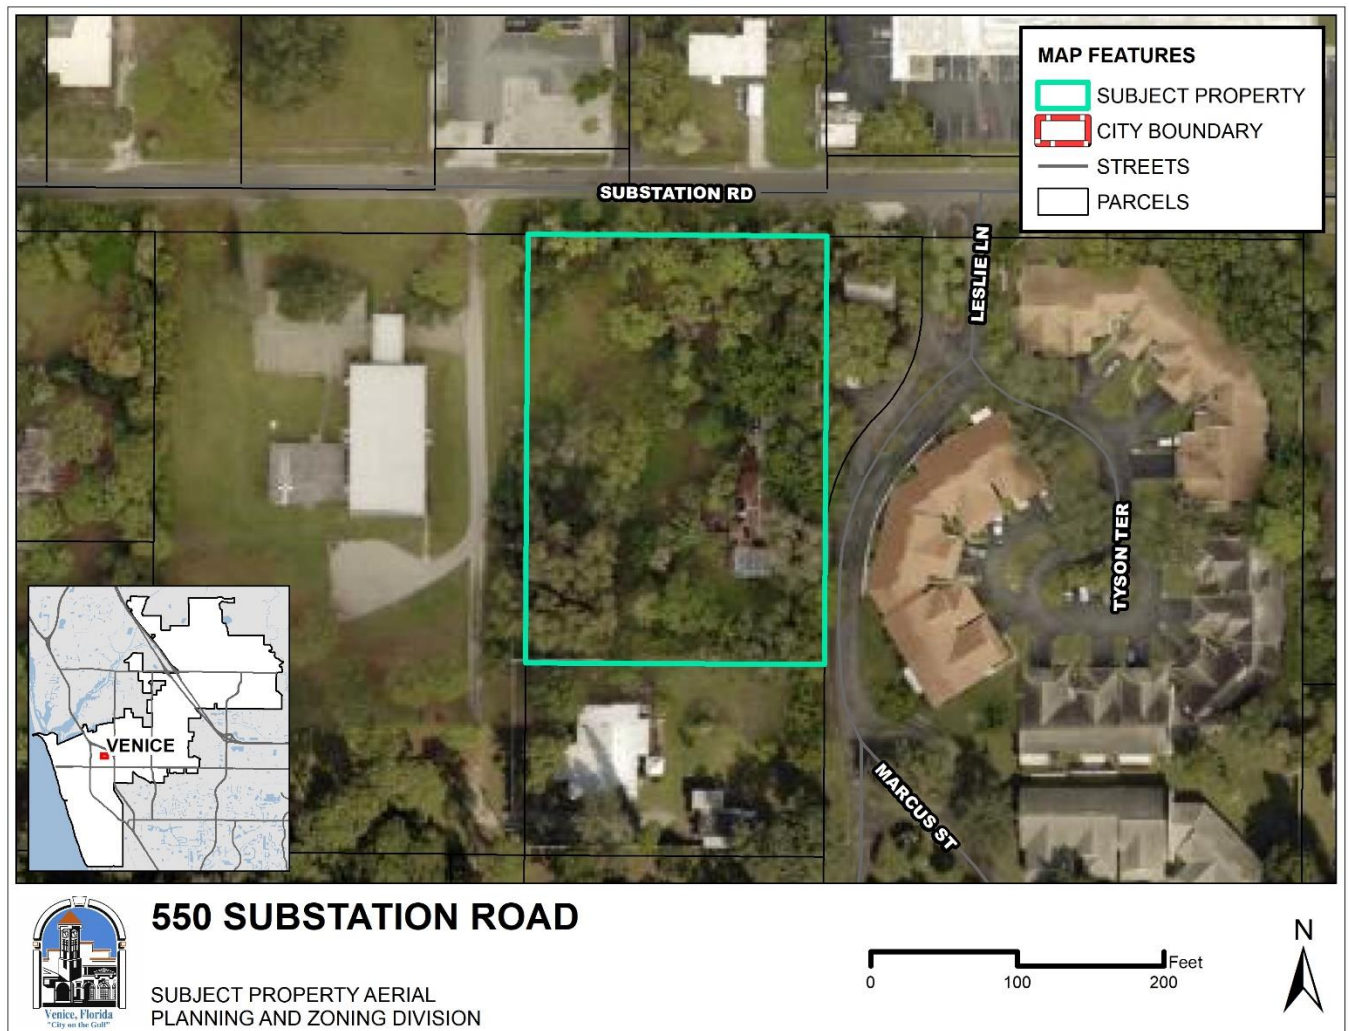 MAP FEATURES
SUBJECT PROPERTY
CITY BOUNDARY
STREETS
PARCELS
SUBSTATION RD
LESLIE LN
TYSON TER
MARCUS ST
VENICE
550 SUBSTATION ROAD
SUBJECT PROPERTY AERIAL
PLANNING AND ZONING DIVISION
Venice, Florida
"City on the Gulf"
Feet
0 100 200
N